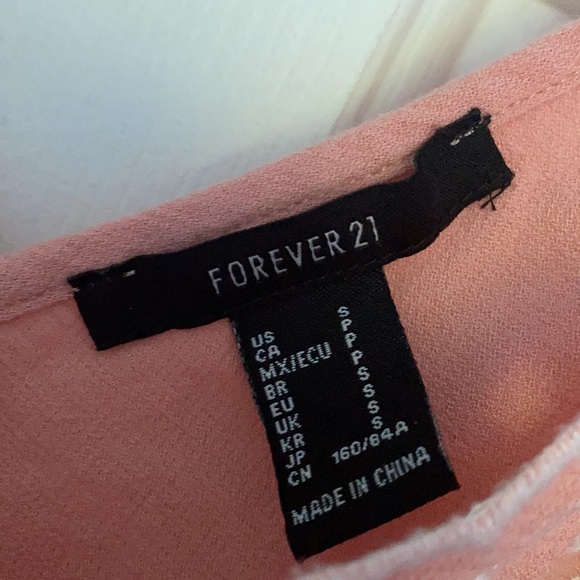 FOREVER 21
US S
CA P
MX/ECU P
BR P
EU S
UK S
KR S
JP S
CN 160/84A
MADE IN CHINA